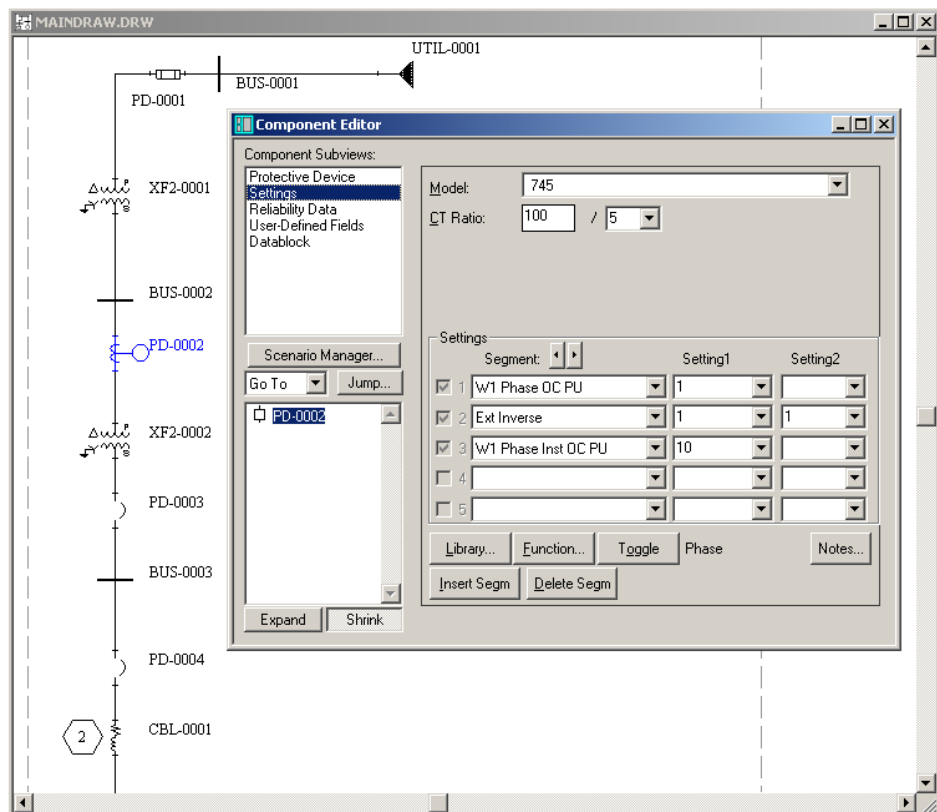 MAINDRAW.DRW
UTIL-0001
BUS-0001
PD-0001
XF2-0001
BUS-0002
PD-0002
XF2-0002
PD-0003
BUS-0003
PD-0004
CBL-0001
2
Component Editor
Component Subviews:
Protective Device
Settings
Reliability Data
User-Defined Fields
Datablock
Scenario Manager...
Go To
Jump...
PD-0002
Expand
Shrink
Model: 745
CT Ratio: 100 / 5
Settings
Segment: Setting1 Setting2
1 W1 Phase OC PU 1
2 Ext Inverse 1 1
3 W1 Phase Inst OC PU 10
4
5
Library... Function... Toggle Phase Notes...
Insert Segm Delete Segm